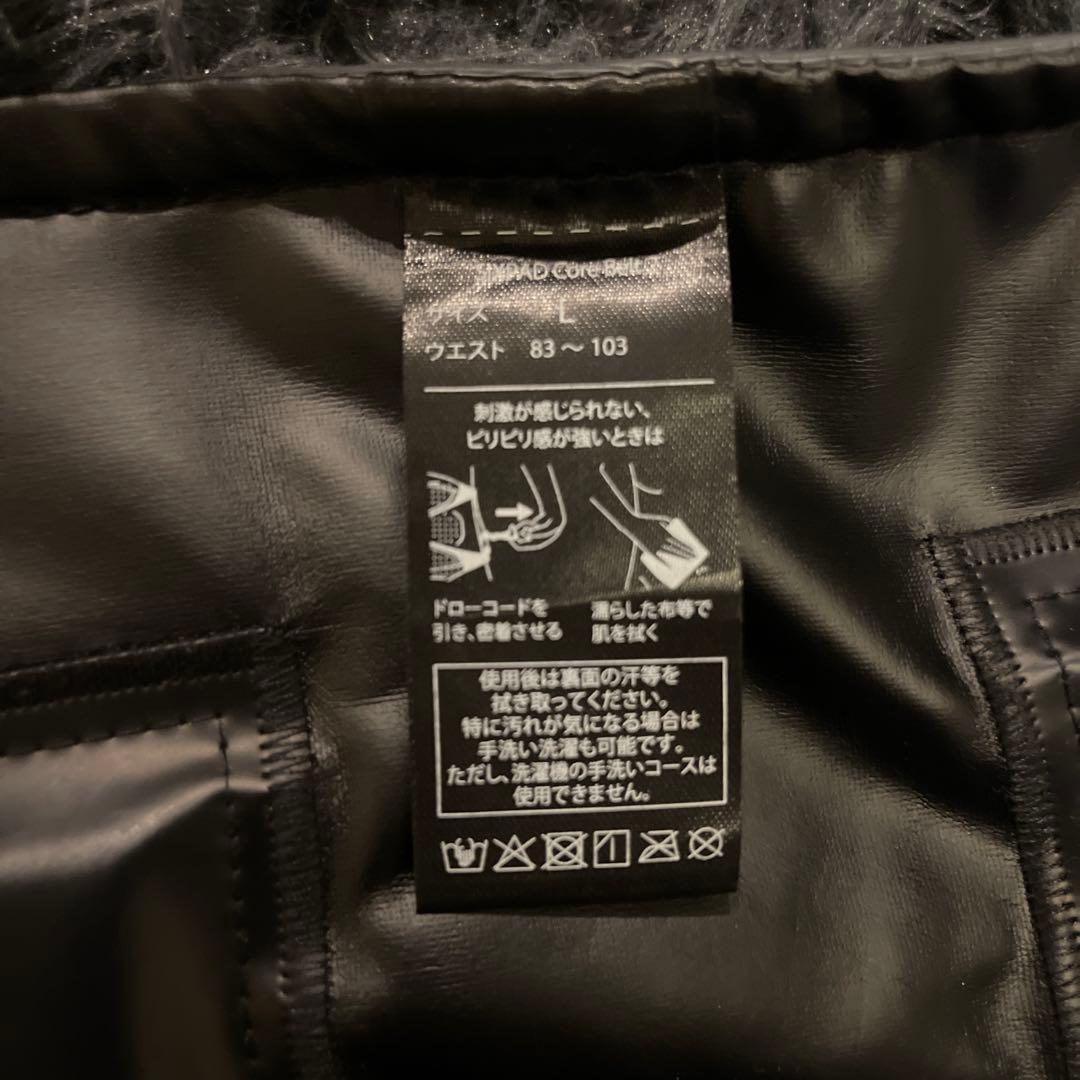 Core Belt
サイズ L
ウエスト 83～103
刺激が感じられない、
ピリピリ感が強いときは
ドローコードを
引き、密着させる
濡らした布等で
肌を拭く
使用後は裏面の汗等を
拭き取ってください。
特に汚れが気になる場合は
手洗い洗濯も可能です。
ただし、洗濯機の手洗いコースは
使用できません。